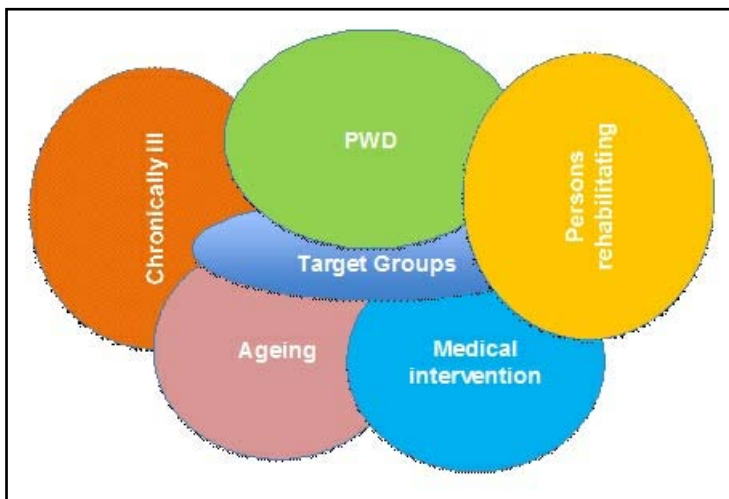 PWD
Chronically ill
Persons
rehabilitating
Target Groups
Ageing
Medical
intervention